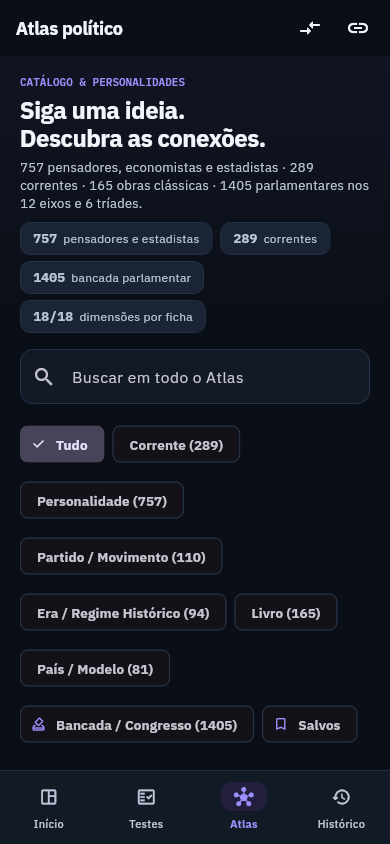 Atlas político
CATÁLOGO & PERSONALIDADES
Siga uma ideia.
Descubra as conexões.
757 pensadores, economistas e estadistas · 289
correntes · 165 obras clássicas · 1405 parlamentares nos
12 eixos e 6 tríades.
757 pensadores e estadistas
289 correntes
1405 bancada parlamentar
18/18 dimensões por ficha
Buscar em todo o Atlas
Tudo
Corrente (289)
Personalidade (757)
Partido / Movimento (110)
Era / Regime Histórico (94)
Livro (165)
País / Modelo (81)
Bancada / Congresso (1405)
Salvos
Início
Testes
Atlas
Histórico